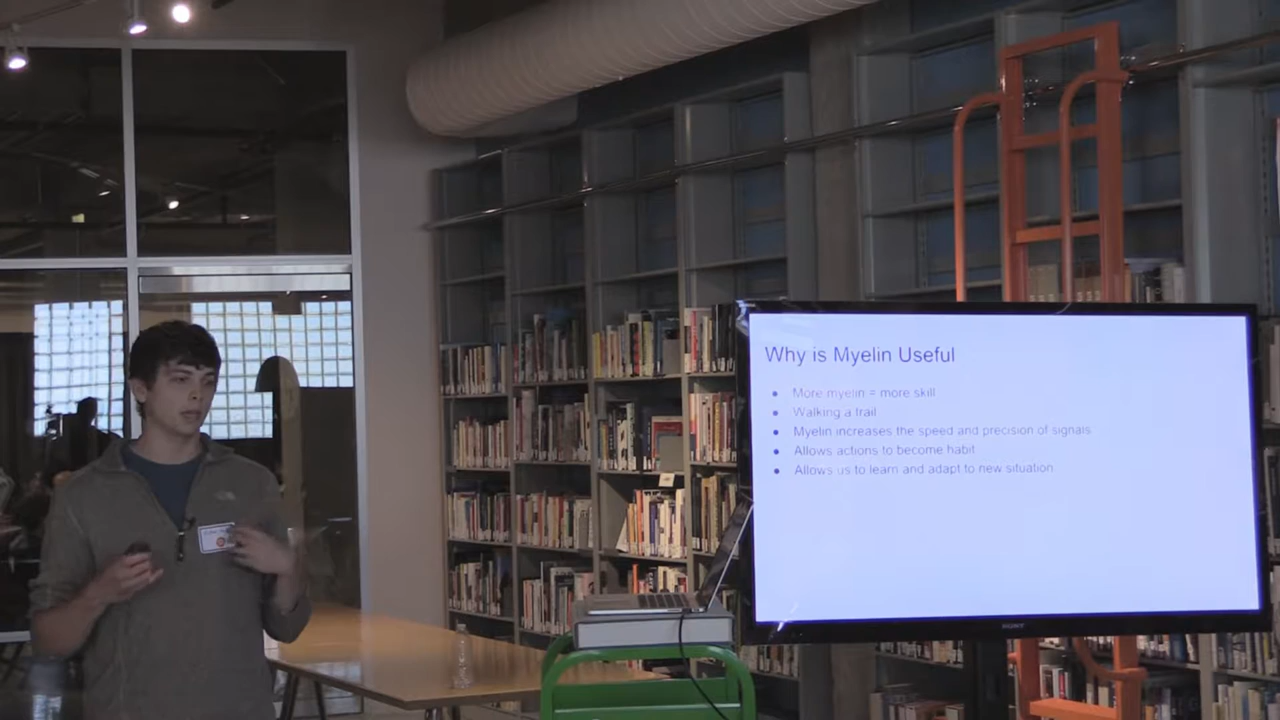 Why is Myelin Useful
● More myelin = more skill
● Walking a trail
● Myelin increases the speed and precision of signals
● Allows actions to become habit
● Allows us to learn and adapt to new situation
SONY